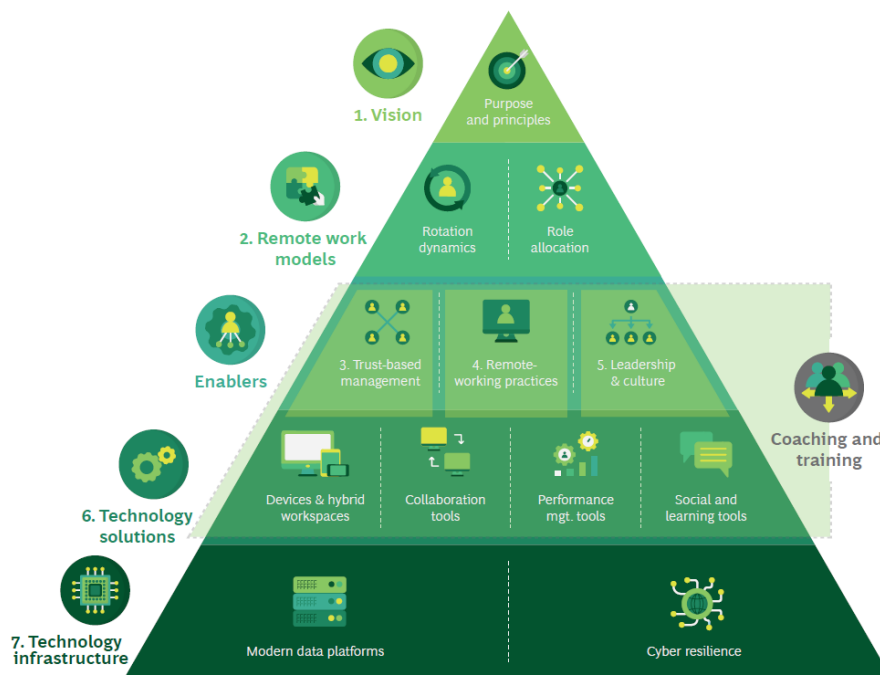 1. Vision
Purpose
and principles
2. Remote work
models
Rotation
dynamics
Role
allocation
Enablers
3. Trust-based
management
4. Remote-
working practices
5. Leadership
& culture
Coaching and
training
6. Technology
solutions
Devices & hybrid
workspaces
Collaboration
tools
Performance
mgt. tools
Social and
learning tools
7. Technology
infrastructure
Modern data platforms
Cyber resilience